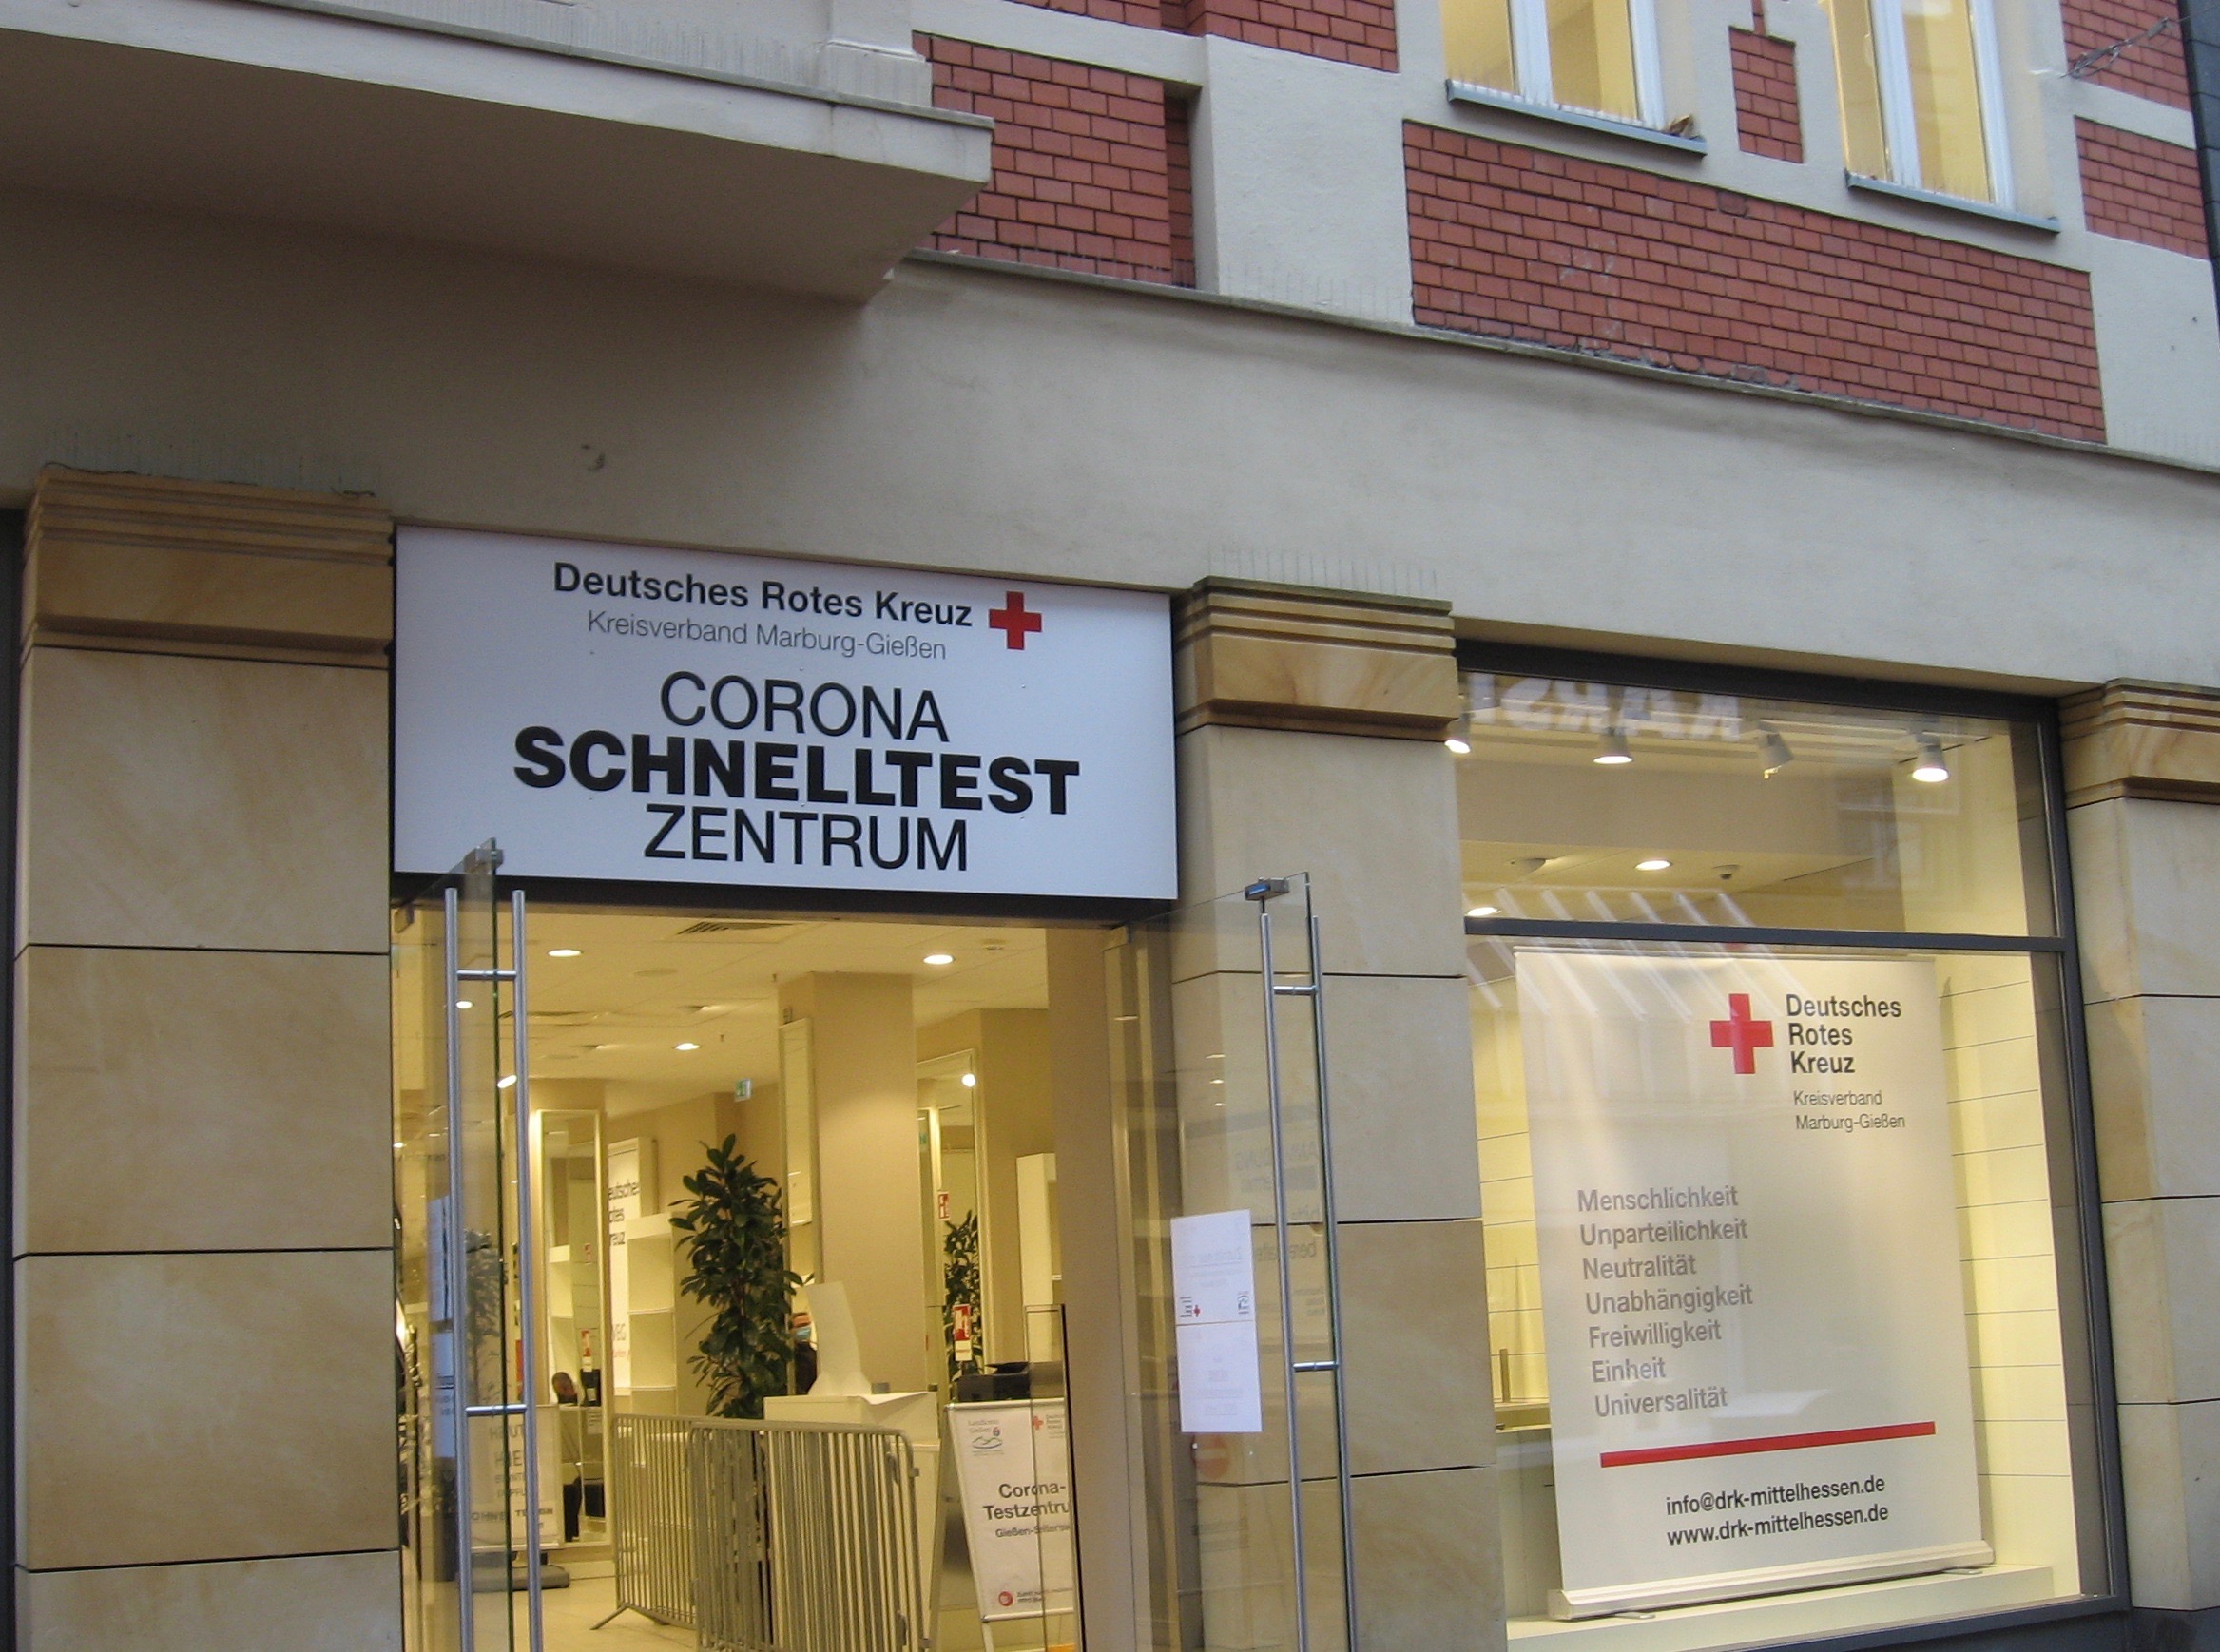 Deutsches Rotes Kreuz
Kreisverband Marburg-Gießen
CORONA
SCHNELLTEST
ZENTRUM
Deutsches
Rotes
Kreuz
Kreisverband
Marburg-Gießen
Menschlichkeit
Unparteilichkeit
Neutralität
Unabhängigkeit
Freiwilligkeit
Einheit
Universalität
info@drk-mittelhessen.de
www.drk-mittelhessen.de
Corona-